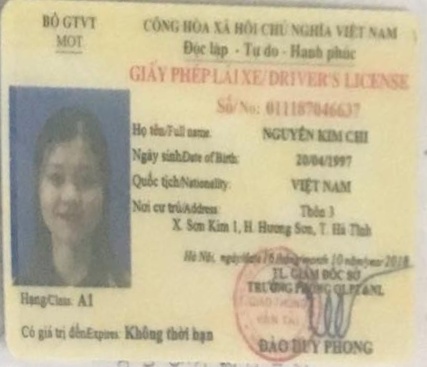 BỘ GTVT
MOT
CỘNG HÒA XÃ HỘI CHỦ NGHĨA VIỆT NAM
Độc lập - Tự do - Hạnh phúc
GIẤY PHÉP LÁI XE/DRIVER'S LICENSE
Số/No: 011187046637
Họ tên/Full name: NGUYỄN KIM CHI
Ngày sinh/Date of Birth: 20/04/1997
Quốc tịch/Nationality: VIỆT NAM
Nơi cư trú/Address: Thôn 3
X. Sơn Kim 1, H. Hương Sơn, T. Hà Tĩnh
Hà Nội, ngày/date 16 tháng/month 10 năm/year
TL. GIÁM ĐỐC SỞ
TRƯỞNG PHÒNG QLPT&NL
Hạng/Class: A1
Có giá trị đến/Expires: Không thời hạn
ĐÀO DUY PHONG